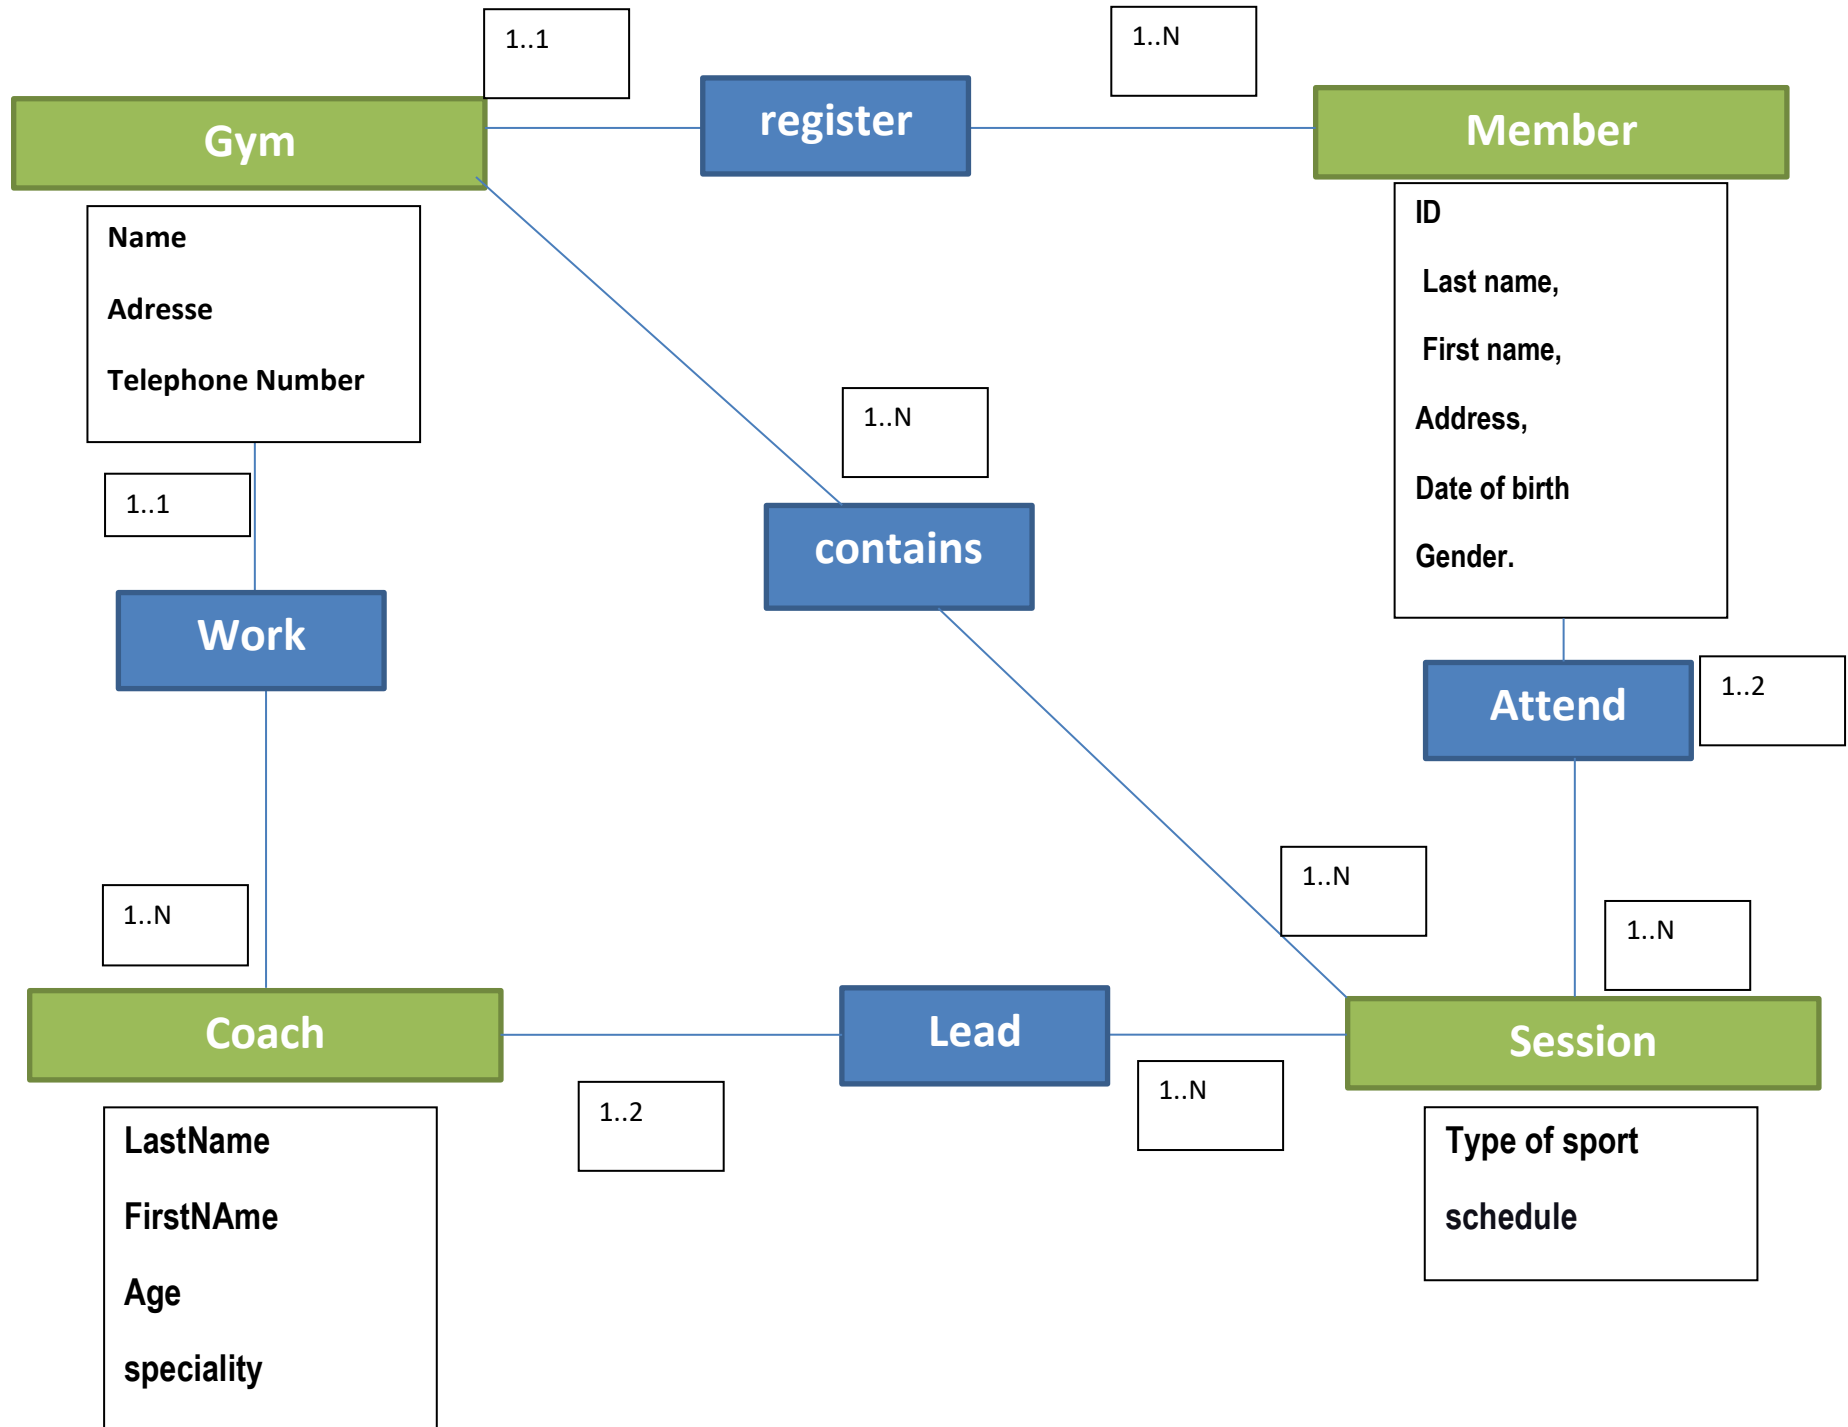 1..1
1..N
Gym
register
Member
Name
Adresse
Telephone Number
ID
Last name,
First name,
Address,
Date of birth
Gender.
1..N
1..1
contains
Work
Attend
1..2
1..N
1..N
1..N
Coach
Lead
Session
1..2
1..N
LastName
FirstNAme
Age
speciality
Type of sport
schedule